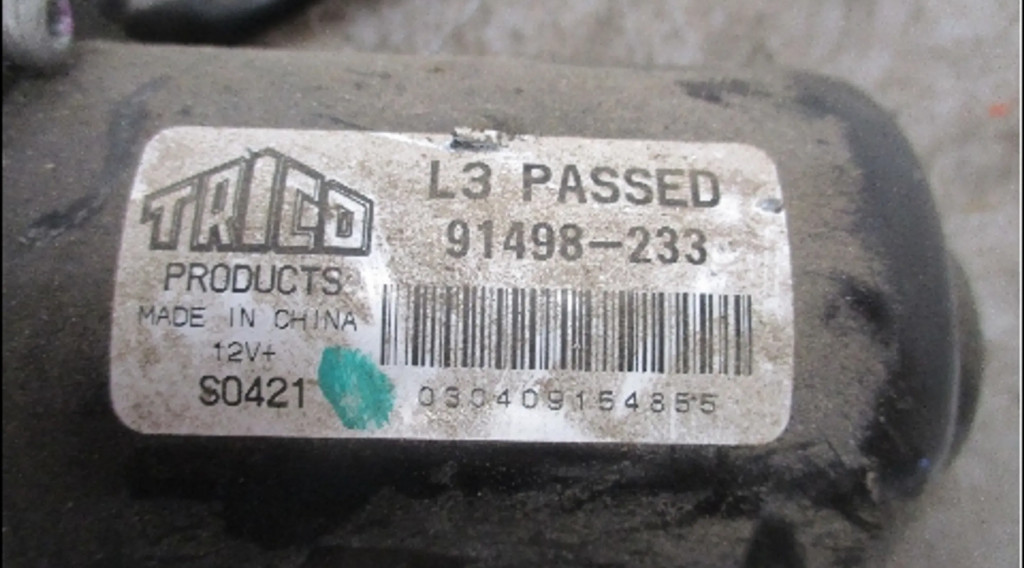 TRICO
PRODUCTS
MADE IN CHINA
12V+
S0421
L3 PASSED
91498-233
030409154855